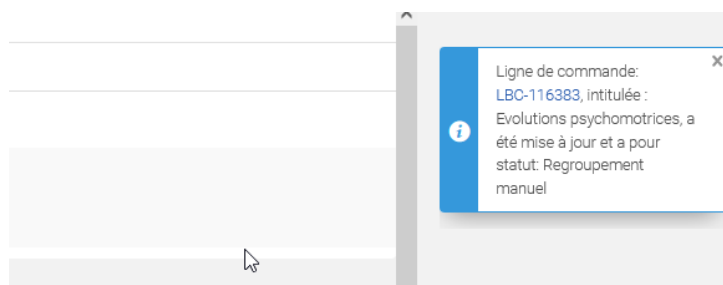 Ligne de commande:
LBC-116383, intitulée :
Evolutions psychomotrices, a
été mise à jour et a pour
statut: Regroupement
manuel